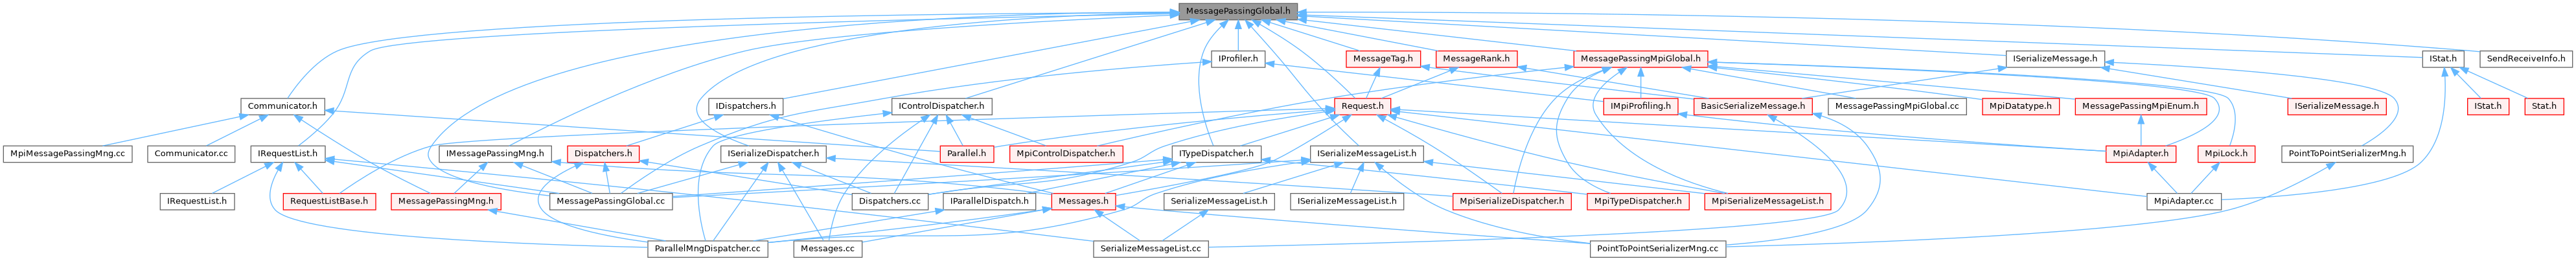 MessagePassingGlobal.h
IProfiler.h
MessageTag.h
MessageRank.h
MessagePassingMpiGlobal.h
ISerializeMessage.h
IStat.h
SendReceiveInfo.h
Communicator.h
IDispatchers.h
IControlDispatcher.h
Request.h
IMpiProfiling.h
BasicSerializeMessage.h
MessagePassingMpiGlobal.cc
MpiDatatype.h
MessagePassingMpiEnum.h
ISerializeMessage.h
IStat.h
Stat.h
MpiMessagePassingMng.cc
Communicator.cc
IRequestList.h
IMessagePassingMng.h
Dispatchers.h
ISerializeDispatcher.h
Parallel.h
MpiControlDispatcher.h
ITypeDispatcher.h
ISerializeMessageList.h
MpiAdapter.h
MpiLock.h
PointToPointSerializerMng.h
IRequestList.h
RequestListBase.h
MessagePassingMng.h
MessagePassingGlobal.cc
Dispatchers.cc
IParallelDispatch.h
Messages.h
SerializeMessageList.h
ISerializeMessageList.h
MpiSerializeDispatcher.h
MpiTypeDispatcher.h
MpiSerializeMessageList.h
MpiAdapter.cc
ParallelMngDispatcher.cc
Messages.cc
SerializeMessageList.cc
PointToPointSerializerMng.cc